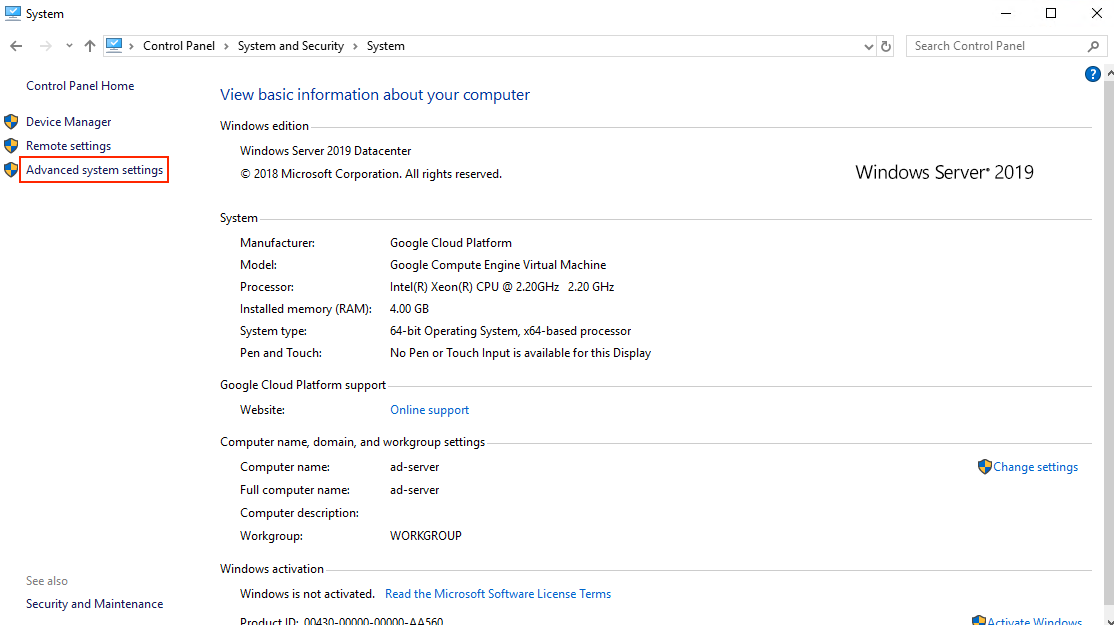 System
Control Panel > System and Security > System
Search Control Panel
Control Panel Home
Device Manager
Remote settings
Advanced system settings
View basic information about your computer
Windows edition
Windows Server 2019 Datacenter
© 2018 Microsoft Corporation. All rights reserved.
Windows Server® 2019
System
Manufacturer: Google Cloud Platform
Model: Google Compute Engine Virtual Machine
Processor: Intel(R) Xeon(R) CPU @ 2.20GHz 2.20 GHz
Installed memory (RAM): 4.00 GB
System type: 64-bit Operating System, x64-based processor
Pen and Touch: No Pen or Touch Input is available for this Display
Google Cloud Platform support
Website: Online support
Computer name, domain, and workgroup settings
Computer name: ad-server
Change settings
Full computer name: ad-server
Computer description:
Workgroup: WORKGROUP
Windows activation
Windows is not activated. Read the Microsoft Software License Terms
Product ID: 00430-00000-00000-AA560
Activate Windows
See also
Security and Maintenance